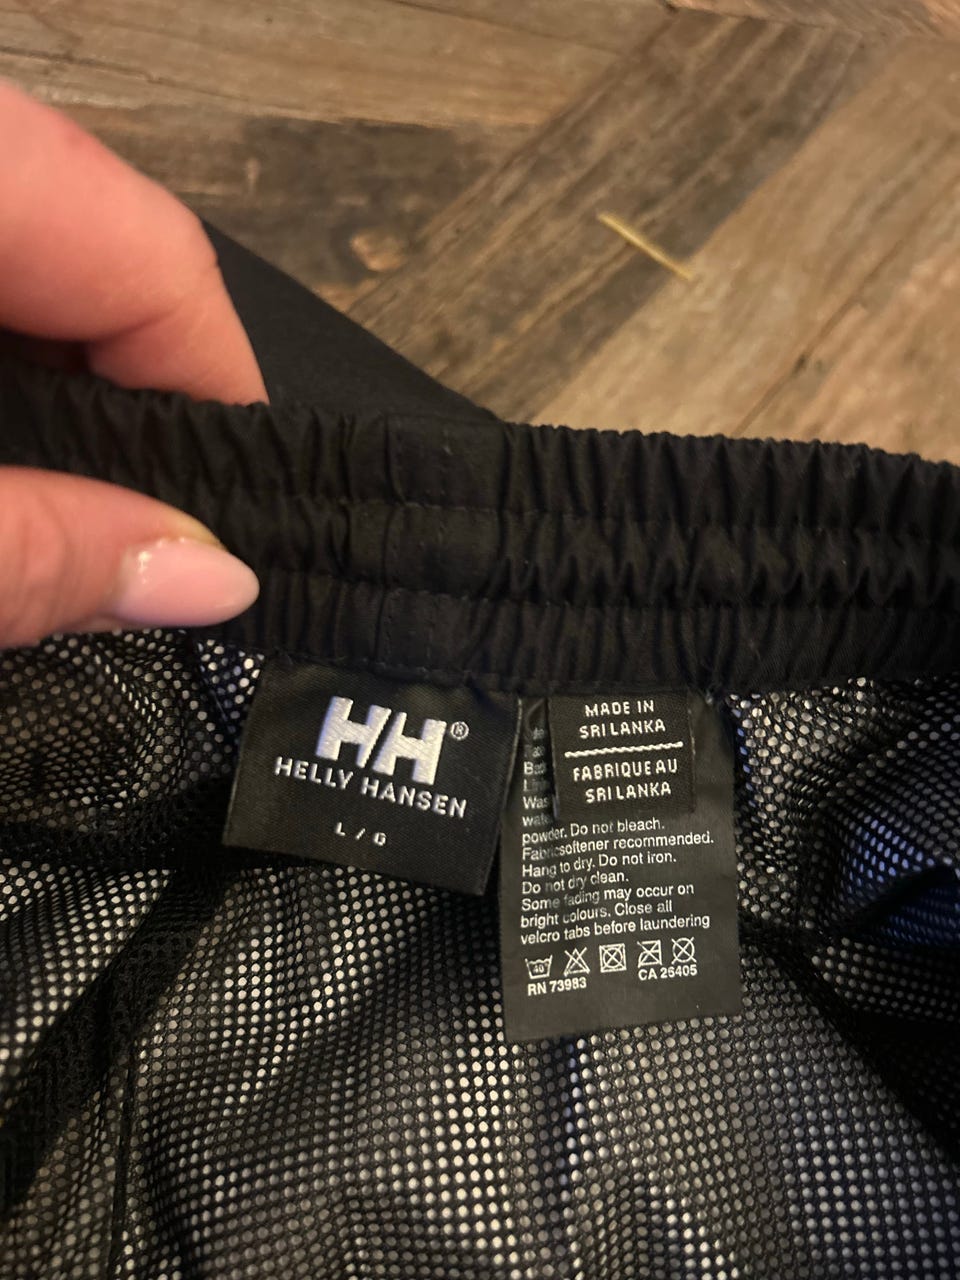 HH®
HELLY HANSEN
L / G
MADE IN
SRI LANKA
FABRIQUE AU
SRI LANKA
powder. Do not bleach.
Fabric softener recommended.
Hang to dry. Do not iron.
Do not dry clean.
Some fading may occur on
bright colours. Close all
velcro tabs before laundering
40
RN 73983
CA 26405